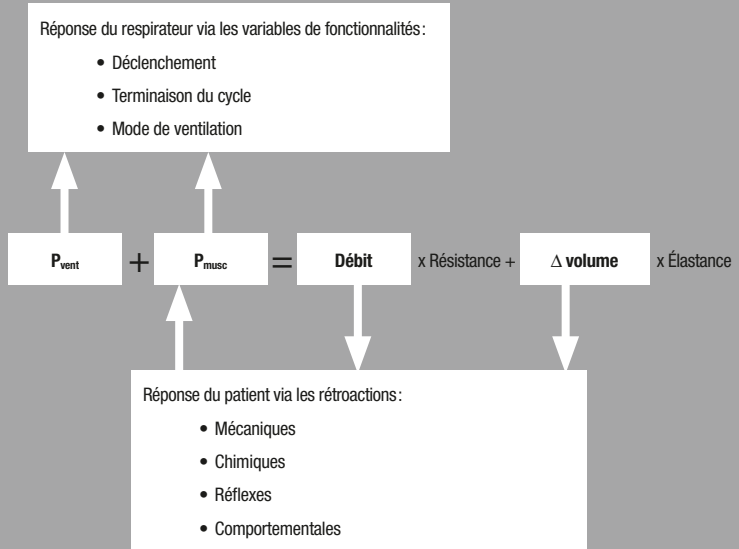 Réponse du respirateur via les variables de fonctionnalités:
• Déclenchement
• Terminaison du cycle
• Mode de ventilation
Pvent + Pmusc = Débit x Résistance + Δ volume x Élastance
Réponse du patient via les rétroactions:
• Mécaniques
• Chimiques
• Réflexes
• Comportementales